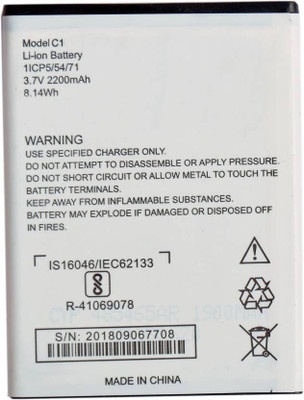 Model C1
Li-ion Battery
1ICP5/54/71
3.7V 2200mAh
8.14Wh
WARNING
USE SPECIFIED CHARGER ONLY.
DO NOT ATTEMPT TO DISASSEMBLE OR APPLY PRESSURE.
DO NOT SHORT CIRCUIT OR ALLOW METAL TO TOUCH THE
BATTERY TERMINALS.
KEEP AWAY FROM INFLAMMABLE SUBSTANCES.
BATTERY MAY EXPLODE IF DAMAGED OR DISPOSED OFF
IN FIRES.
IS16046/IEC62133
R-41069078
S/N: 201809067708
MADE IN CHINA